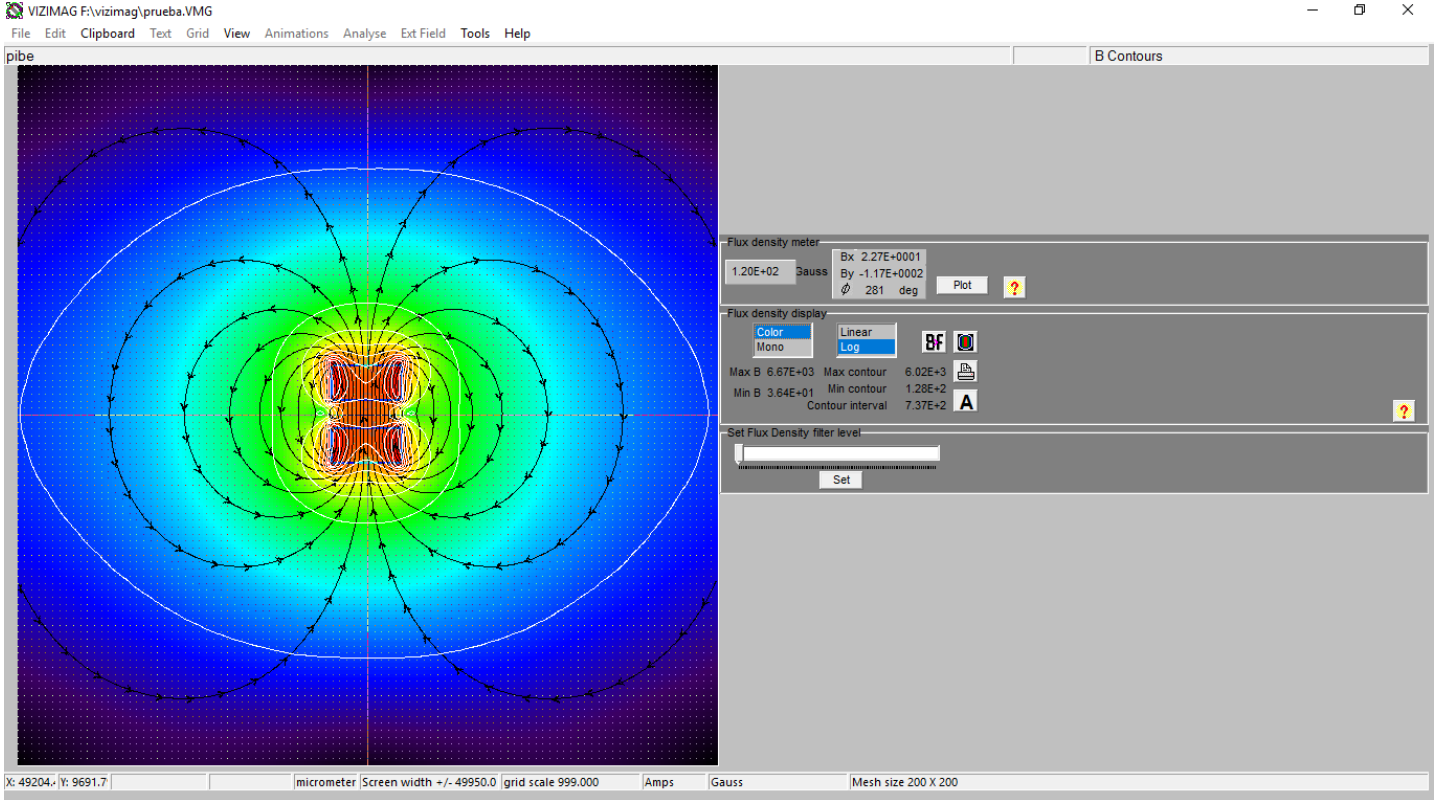 VIZIMAG F:\vizimag\prueba.VMG
File Edit Clipboard Text Grid View Animations Analyse Ext Field Tools Help
pibe B Contours
Flux density meter
1.20E+02 Gauss
Bx 2.27E+0001
By -1.17E+0002
ϕ 281 deg
Plot
?
Flux density display
Color
Mono
Linear
Log
BF
Max B 6.67E+03 Max contour 6.02E+3
Min B 3.64E+01 Min contour 1.28E+2
Contour interval 7.37E+2
A
?
Set Flux Density filter level
Set
X: 49204. Y: 9691.7 micrometer Screen width +/- 49950.0 grid scale 999.000 Amps Gauss Mesh size 200 X 200